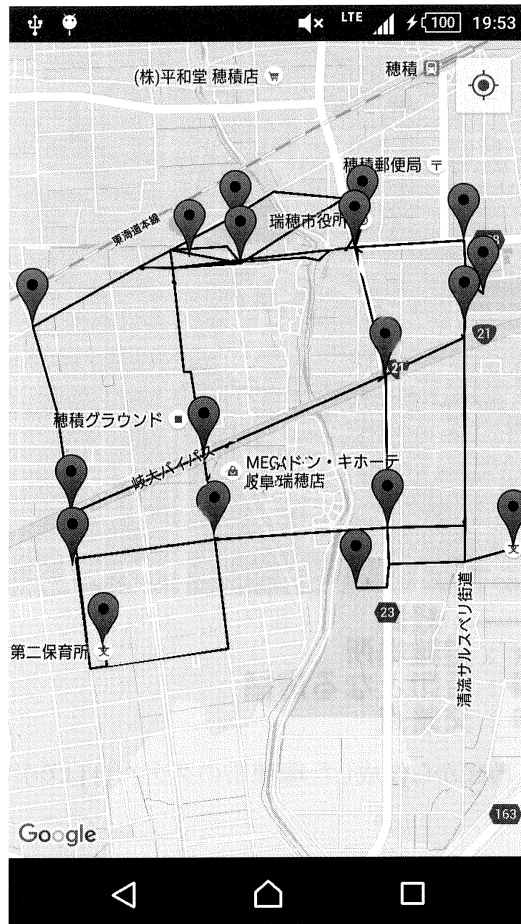 LTE 100 19:53
(株)平和堂 穂積店
穂積
穂積郵便局
東海道本線
瑞穂市役所
21
21
穂積グラウンド
岐大バイパス
MEGAドン・キホーテ
岐阜瑞穂店
文
23
清流サルスベリ街道
第二保育所
文
163
Google